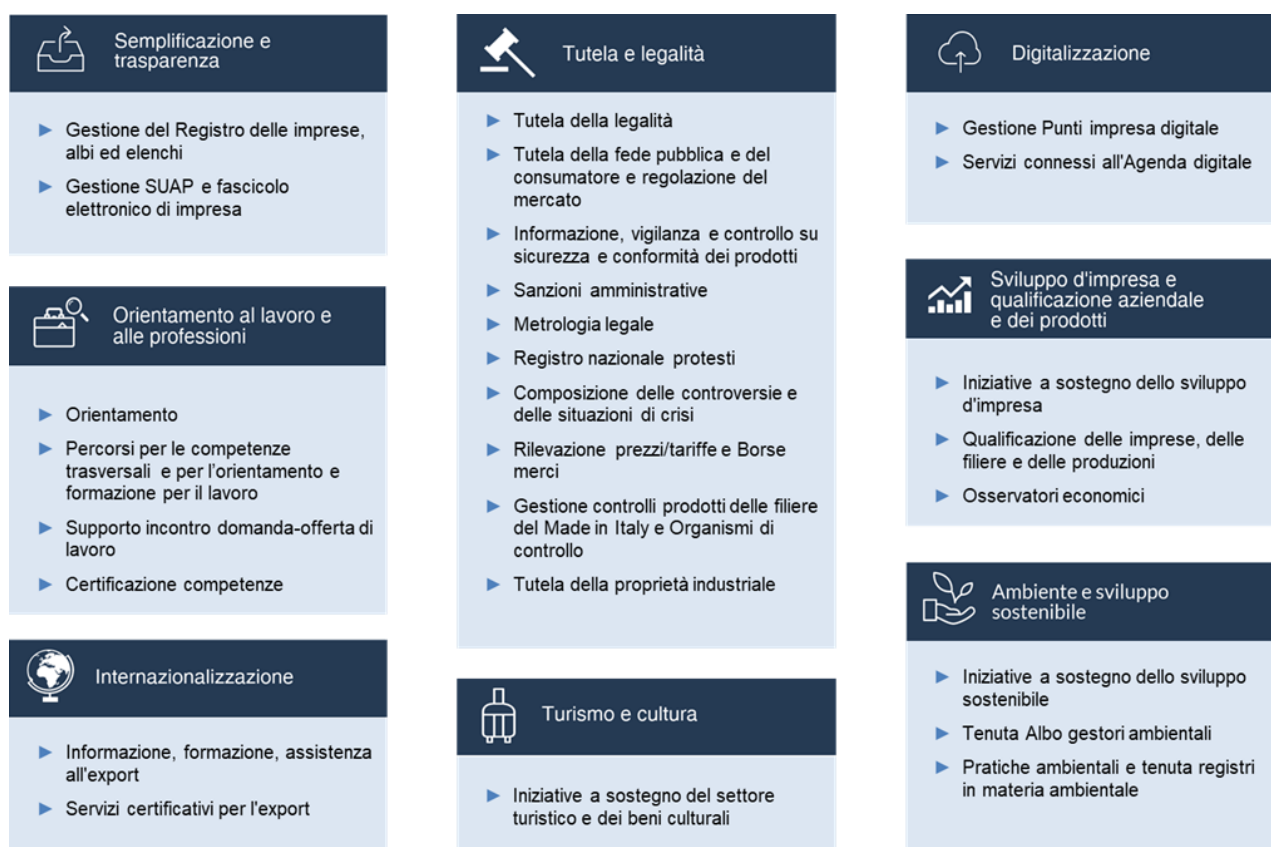 Semplificazione e
trasparenza
Gestione del Registro delle imprese,
albi ed elenchi
Gestione SUAP e fascicolo
elettronico di impresa
Orientamento al lavoro e
alle professioni
Orientamento
Percorsi per le competenze
trasversali e per l'orientamento e
formazione per il lavoro
Supporto incontro domanda-offerta di
lavoro
Certificazione competenze
Internazionalizzazione
Informazione, formazione, assistenza
all'export
Servizi certificativi per l'export
Tutela e legalità
Tutela della legalità
Tutela della fede pubblica e del
consumatore e regolazione del
mercato
Informazione, vigilanza e controllo su
sicurezza e conformità dei prodotti
Sanzioni amministrative
Metrologia legale
Registro nazionale protesti
Composizione delle controversie e
delle situazioni di crisi
Rilevazione prezzi/tariffe e Borse
merci
Gestione controlli prodotti delle filiere
del Made in Italy e Organismi di
controllo
Tutela della proprietà industriale
Turismo e cultura
Iniziative a sostegno del settore
turistico e dei beni culturali
Digitalizzazione
Gestione Punti impresa digitale
Servizi connessi all'Agenda digitale
Sviluppo d'impresa e
qualificazione aziendale
e dei prodotti
Iniziative a sostegno dello sviluppo
d'impresa
Qualificazione delle imprese, delle
filiere e delle produzioni
Osservatori economici
Ambiente e sviluppo
sostenibile
Iniziative a sostegno dello sviluppo
sostenibile
Tenuta Albo gestori ambientali
Pratiche ambientali e tenuta registri
in materia ambientale